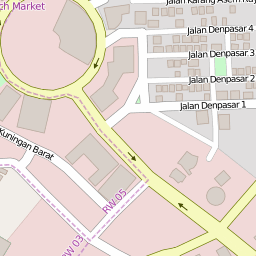 Jalan Karang Asem Ray
ch Market
Jalan Denpasar 4
Jalan Denpasar 3
Jalan Denpasar 2
Jalan Denpasar 1
Kuningan Barat
RW 05
RW 03